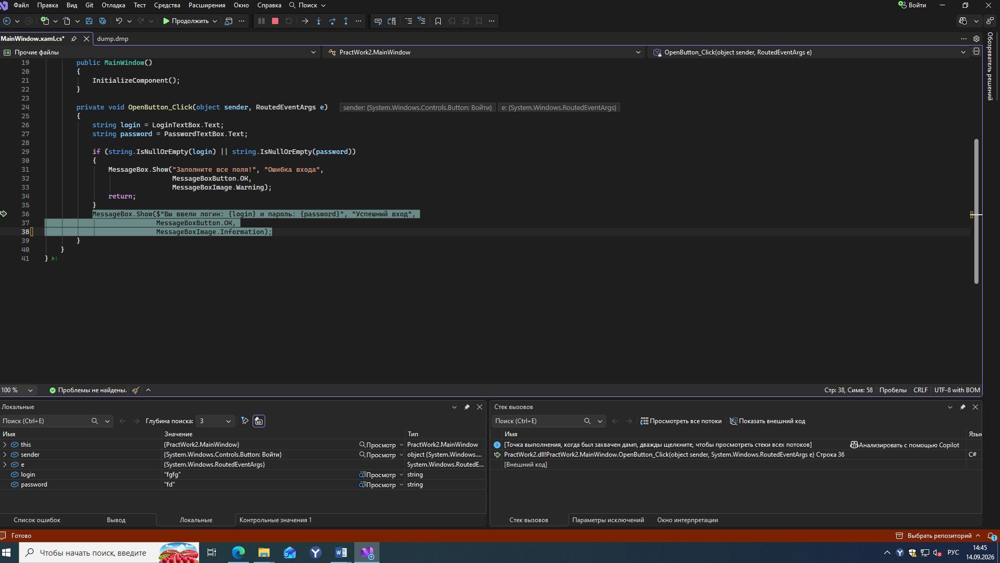 Файл Правка Вид Git Отладка Тест Средства Расширения Окно Справка Поиск Войти
Продолжить
MainWindow.xaml.cs* dump.dmp
Прочие файлы PractWork2.MainWindow OpenButton_Click(object sender, RoutedEventArgs e)
Обозреватель решений
19 public MainWindow()
20 {
21 InitializeComponent();
22 }
23
24 private void OpenButton_Click(object sender, RoutedEventArgs e) sender: {System.Windows.Controls.Button: Войти} e: {System.Windows.RoutedEventArgs}
25 {
26 string login = LoginTextBox.Text;
27 string password = PasswordTextBox.Text;
28
29 if (string.IsNullOrEmpty(login) || string.IsNullOrEmpty(password))
30 {
31 MessageBox.Show("Заполните все поля!", "Ошибка входа",
32 MessageBoxButton.OK,
33 MessageBoxImage.Warning);
34 return;
35 }
36 MessageBox.Show($"Вы ввели логин: {login} и пароль: {password}", "Успешный вход",
37 MessageBoxButton.OK,
38 MessageBoxImage.Information);
39 }
40 }
41 }
100 % Проблемы не найдены. Стр: 38, Симв: 58 Пробелы CRLF UTF-8 with BOM
Локальные
Поиск (Ctrl+E) Глубина поиска: 3
Имя Значение Тип
this {PractWork2.MainWindow} Просмотр PractWork2.MainWindow
sender {System.Windows.Controls.Button: Войти} Просмотр object {System.Windows....
e {System.Windows.RoutedEventArgs} System.Windows.RoutedE...
login "fgfg" Просмотр string
password "fd" Просмотр string
Список ошибок Вывод Локальные Контрольные значения 1
Стек вызовов
Поиск (Ctrl+E) Просмотреть все потоки Показать внешний код
Имя Язык
[Точка выполнения, когда был захвачен дамп, дважды щелкните, чтобы просмотреть стеки всех потоков] Анализировать с помощью Copilot
PractWork2.dll!PractWork2.MainWindow.OpenButton_Click(object sender, System.Windows.RoutedEventArgs e) Строка 36 C#
[Внешний код]
Стек вызовов Параметры исключений Окно интерпретации
Готово Выбрать репозиторий 1
Чтобы начать поиск, введите РУС 14:45
14.09.2026